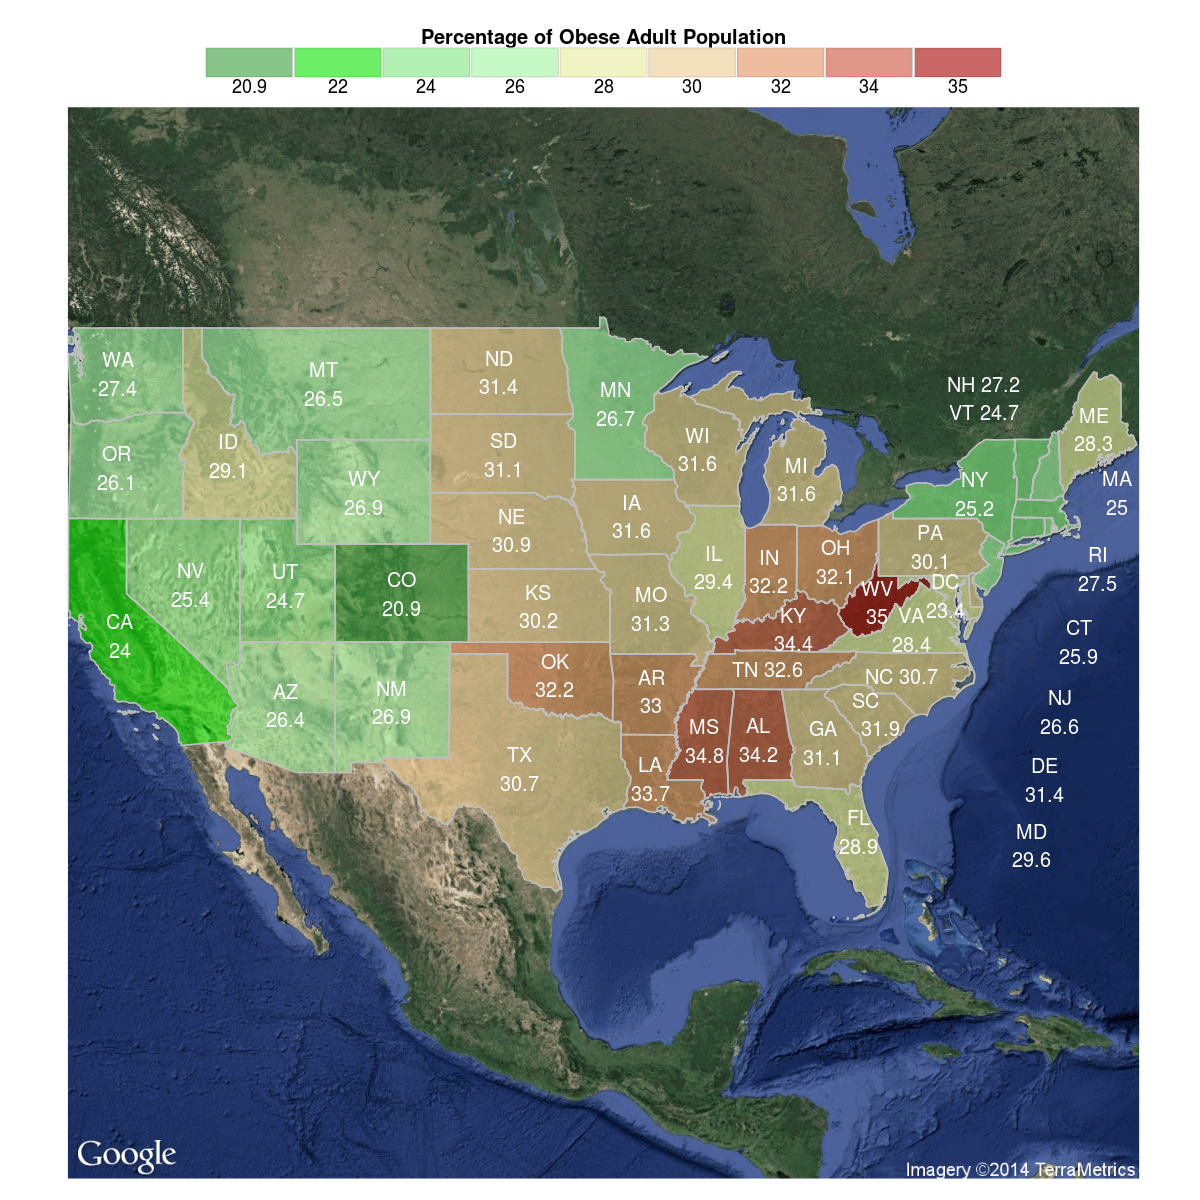 Percentage of Obese Adult Population
20.9 22 24 26 28 30 32 34 35
WA
27.4
MT
26.5
ND
31.4
MN
26.7
NH 27.2
VT 24.7
ME
28.3
OR
26.1
ID
29.1
WY
26.9
SD
31.1
WI
31.6
MI
31.6
NY
25.2
MA
25
NE
30.9
IA
31.6
IL
29.4
IN
32.2
OH
32.1
PA
30.1
RI
27.5
NV
25.4
UT
24.7
CO
20.9
KS
30.2
MO
31.3
KY
34.4
WV
35
DC
23.4
VA
28.4
CT
25.9
CA
24
AZ
26.4
NM
26.9
OK
32.2
AR
33
TN 32.6
NC 30.7
SC
31.9
NJ
26.6
TX
30.7
LA
33.7
MS
34.8
AL
34.2
GA
31.1
DE
31.4
FL
28.9
MD
29.6
Google
Imagery ©2014 TerraMetrics